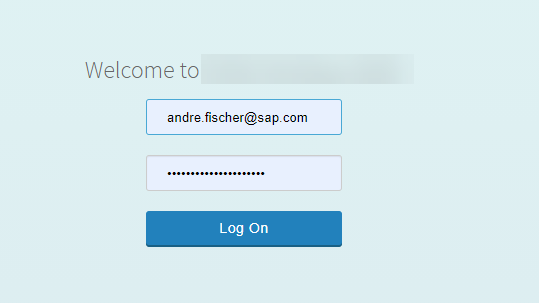 Welcome to
andre.fischer@sap.com
•••••••••••••••••••••
Log On